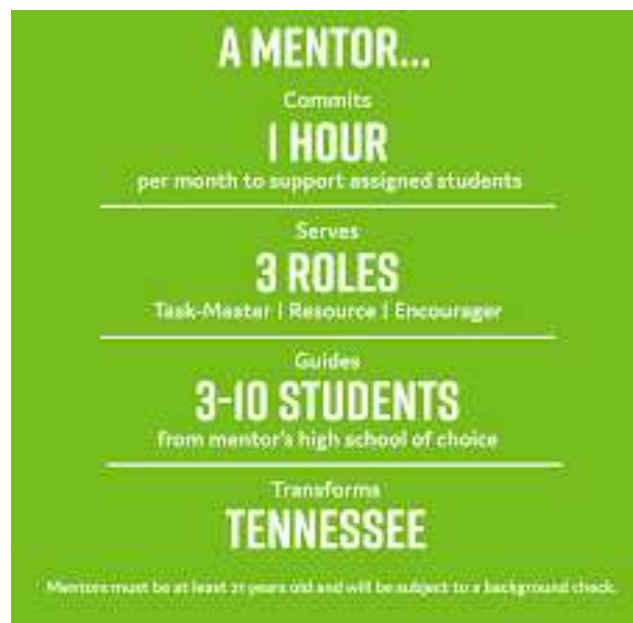 A MENTOR...
Commits
1 HOUR
per month to support assigned students
Serves
3 ROLES
Task-Master | Resource | Encourager
Guides
3-10 STUDENTS
from mentor's high school of choice
Transforms
TENNESSEE
Mentors must be at least 21 years old and will be subject to a background check.